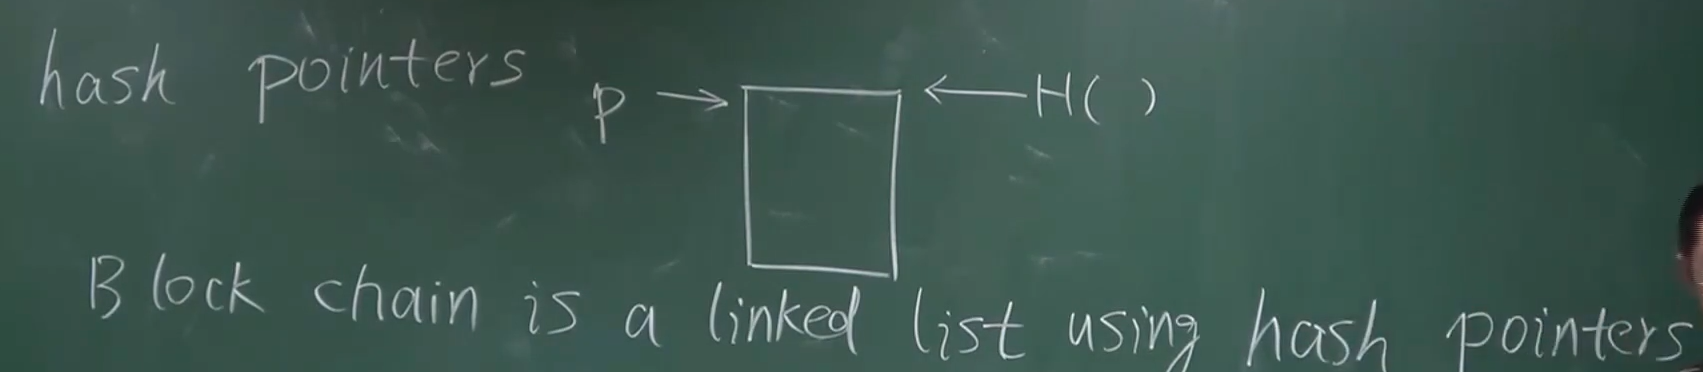 hash pointers P → ← H( )
Block chain is a linked list using hash pointers